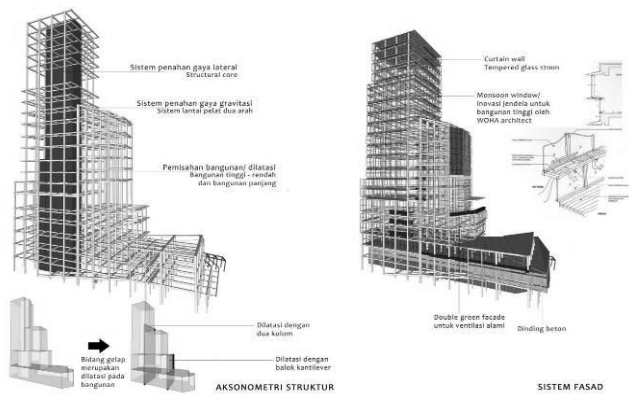 Sistem penahan gaya lateral
Structural core
Sistem penahan gaya gravitasi
Sistem lantai pelat dua arah
Pemisahan bangunan/ dilatasi
Bangunan tinggi - rendah
dan bangunan panjang
Bidang gelap
merupakan
dilatasi pada
bangunan
Dilatasi dengan
dua kolom
Dilatasi dengan
balok kantilever
AKSONOMETRI STRUKTUR
Curtain wall
Tempered glass 12mm
Monsoon window/
inovasi jendela untuk
bangunan tinggi oleh
WOHA architect
Double green facade
untuk ventilasi alami
Dinding beton
SISTEM FASAD